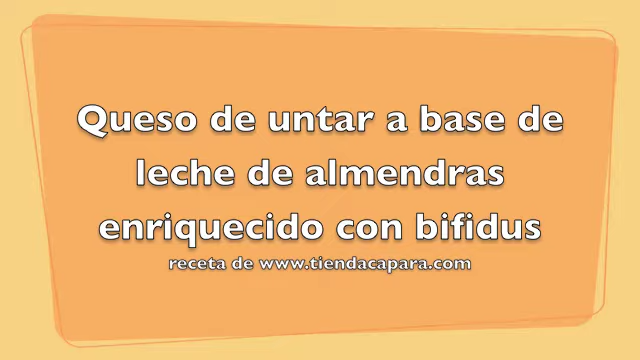 Queso de untar a base de
leche de almendras
enriquecido con bifidus
receta de www.tiendacapara.com